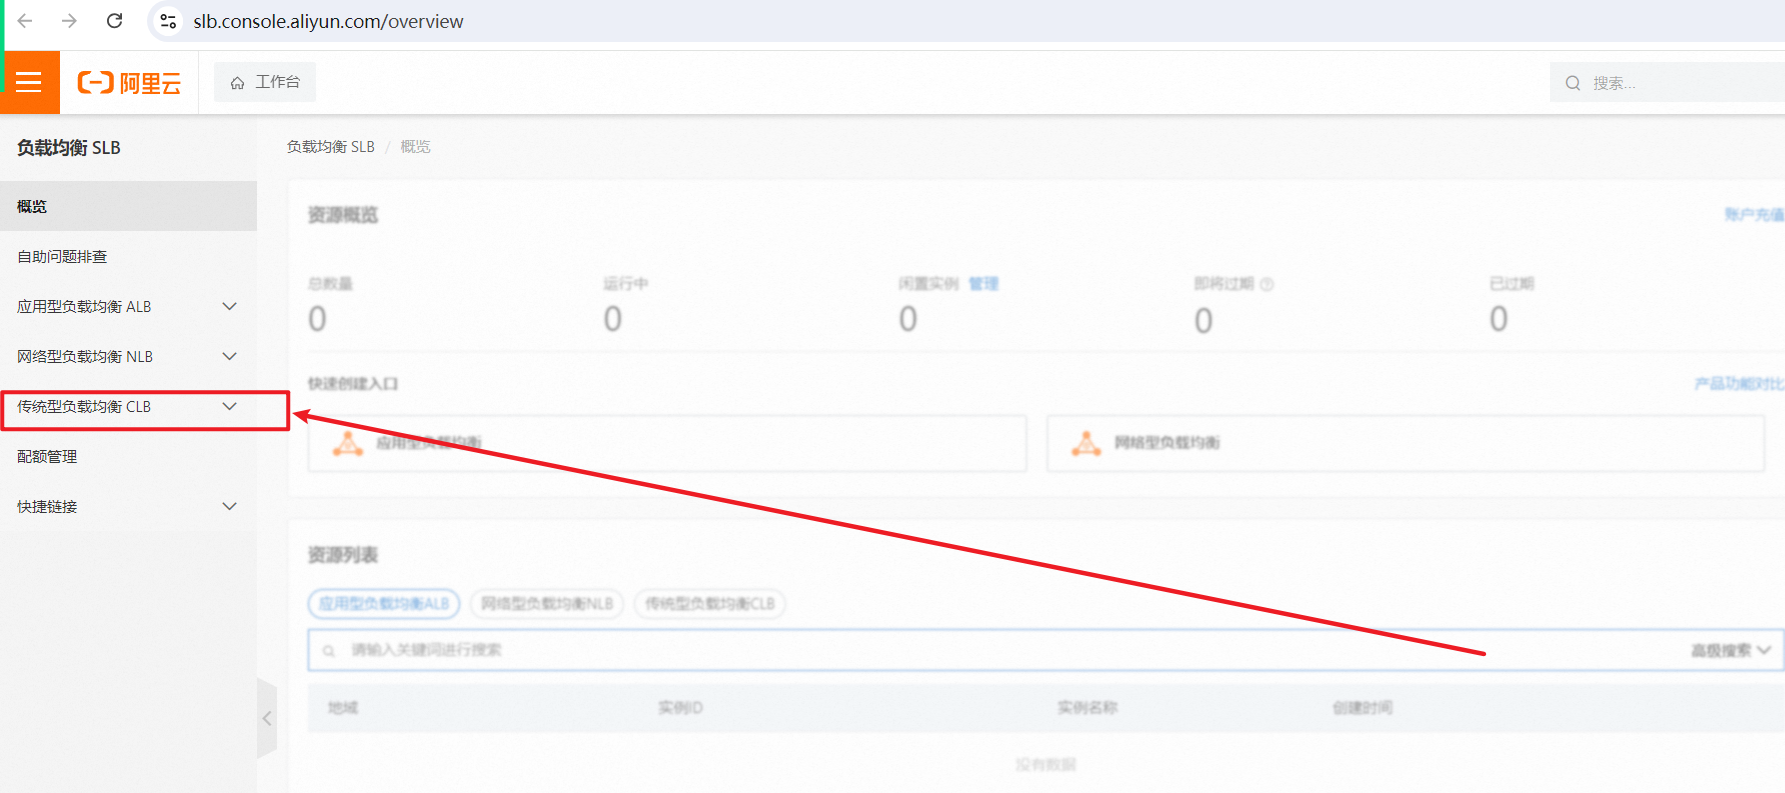 slb.console.aliyun.com/overview
阿里云
工作台
搜索...
负载均衡 SLB
负载均衡 SLB / 概览
概览
自助问题排查
应用型负载均衡 ALB
网络型负载均衡 NLB
传统型负载均衡 CLB
配额管理
快捷链接
资源概览
账户充值
总数量
运行中
闲置实例 管理
即将过期
已过期
0
0
0
0
0
快速创建入口
产品功能对比
应用型负载均衡
网络型负载均衡
资源列表
应用型负载均衡ALB
网络型负载均衡NLB
传统型负载均衡CLB
请输入关键词进行搜索
高级搜索
地域
实例ID
实例名称
创建时间
没有数据